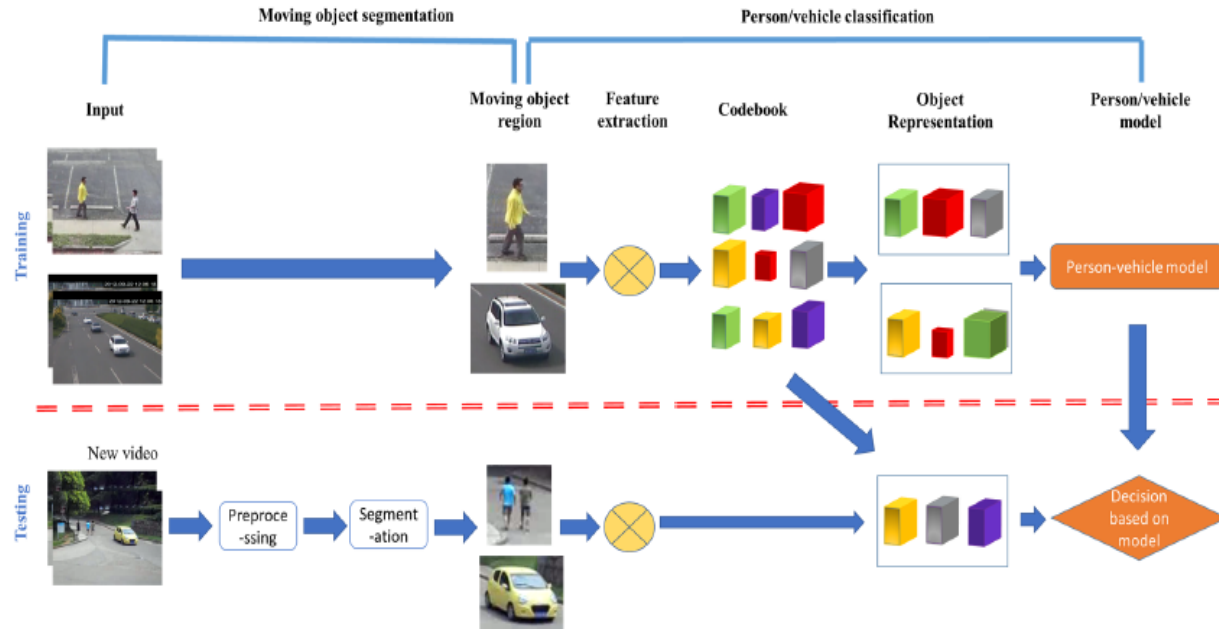 Moving object segmentation
Person/vehicle classification
Input
Moving object
region
Feature
extraction
Codebook
Object
Representation
Person/vehicle
model
Training
Person-vehicle model
Testing
New video
Preproce
-ssing
Segment
-ation
Decision
based on
model